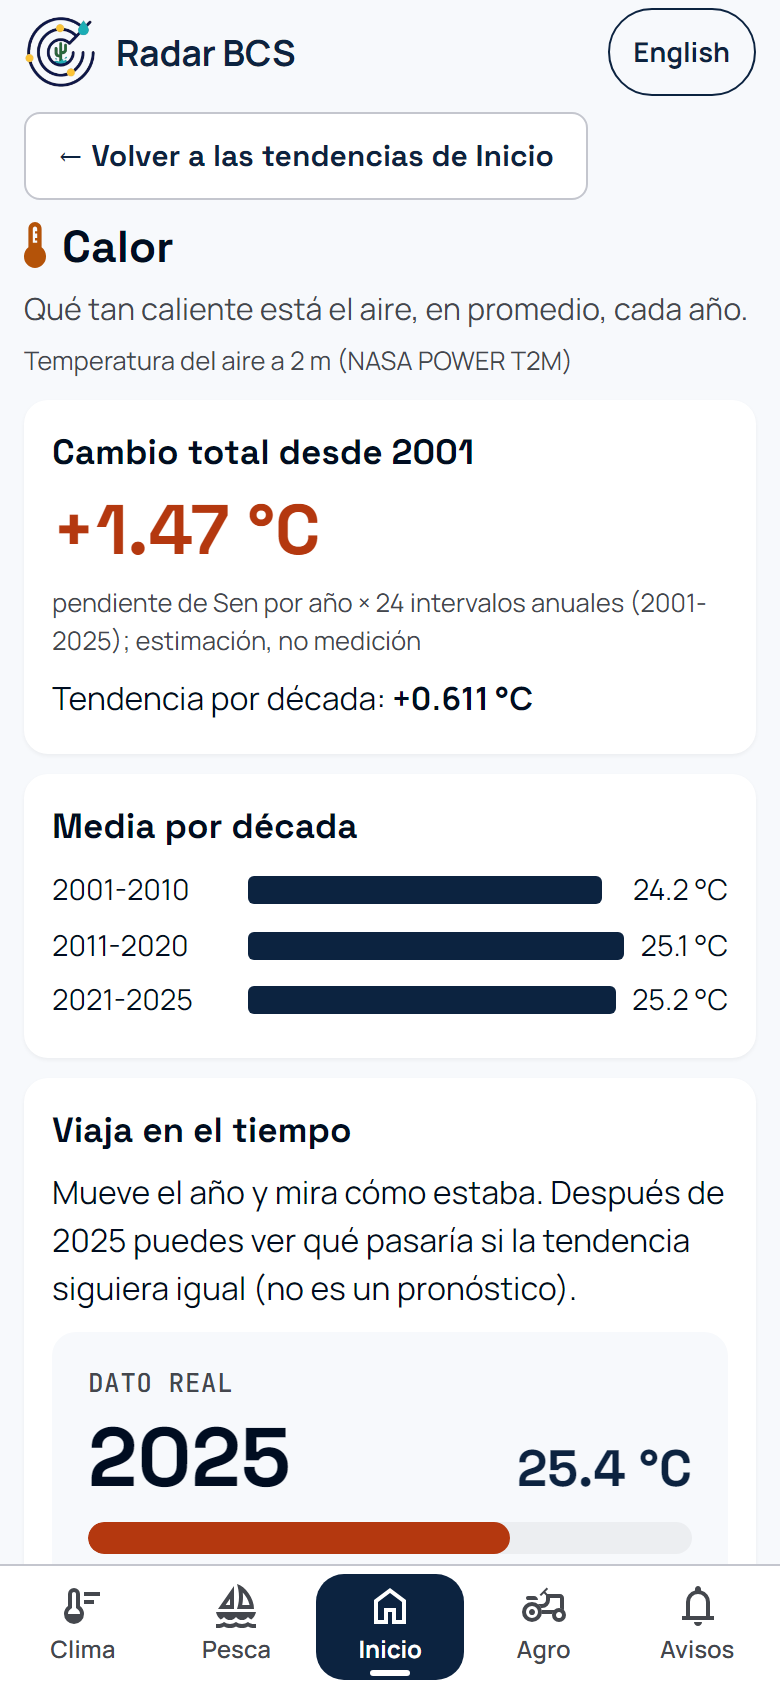 Radar BCS
English
← Volver a las tendencias de Inicio
Calor
Qué tan caliente está el aire, en promedio, cada año.
Temperatura del aire a 2 m (NASA POWER T2M)
Cambio total desde 2001
+1.47 °C
pendiente de Sen por año × 24 intervalos anuales (2001-
2025); estimación, no medición
Tendencia por década: +0.611 °C
Media por década
2001-2010 24.2 °C
2011-2020 25.1 °C
2021-2025 25.2 °C
Viaja en el tiempo
Mueve el año y mira cómo estaba. Después de
2025 puedes ver qué pasaría si la tendencia
siguiera igual (no es un pronóstico).
DATO REAL
2025 25.4 °C
Clima Pesca Inicio Agro Avisos